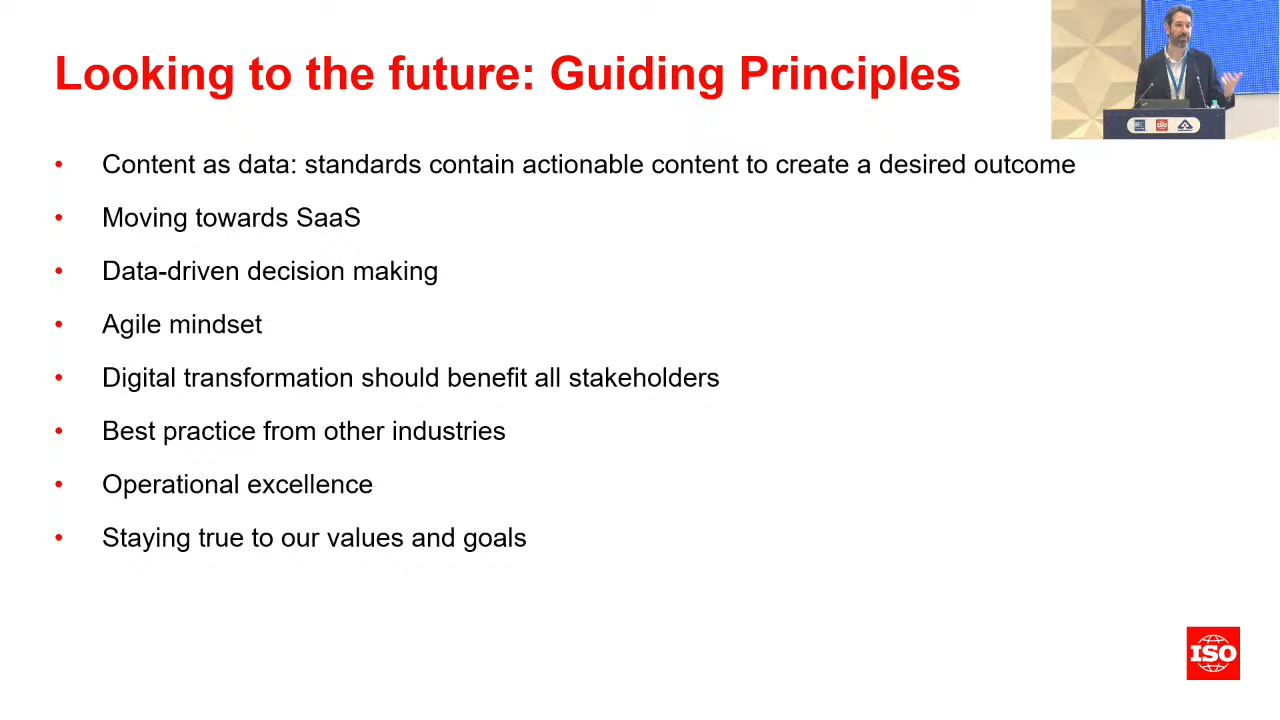 Looking to the future: Guiding Principles
• Content as data: standards contain actionable content to create a desired outcome
• Moving towards SaaS
• Data-driven decision making
• Agile mindset
• Digital transformation should benefit all stakeholders
• Best practice from other industries
• Operational excellence
• Staying true to our values and goals
ISO
ISO